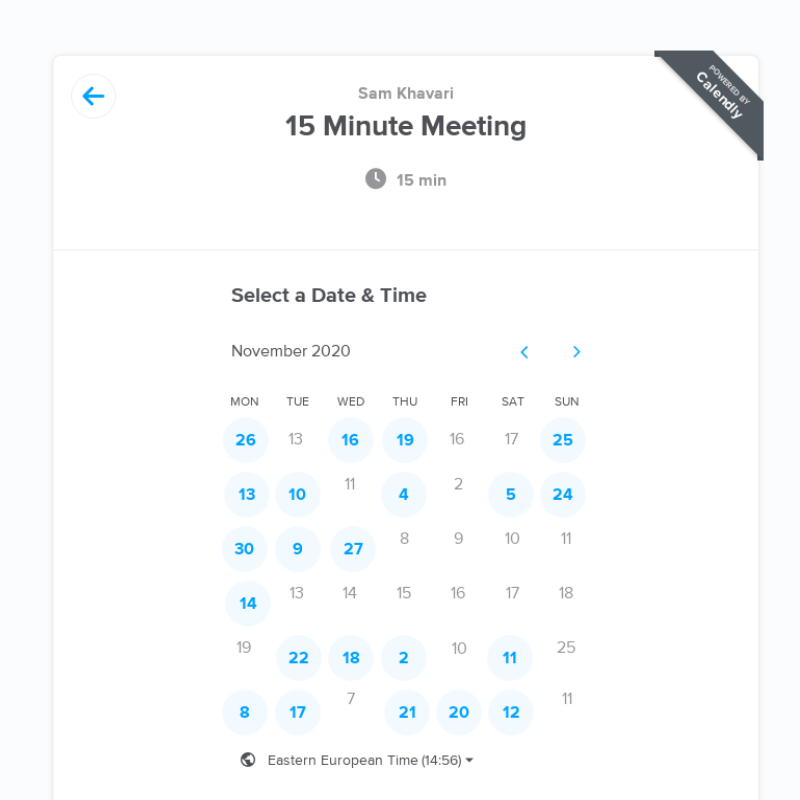 POWERED BY
Calendly
Sam Khavari
15 Minute Meeting
15 min
Select a Date & Time
November 2020
MON TUE WED THU FRI SAT SUN
26 13 16 19 16 17 25
13 10 11 4 2 5 24
30 9 27 8 9 10 11
14 13 14 15 16 17 18
19 22 18 2 10 11 25
8 17 7 21 20 12 11
Eastern European Time (14:56)